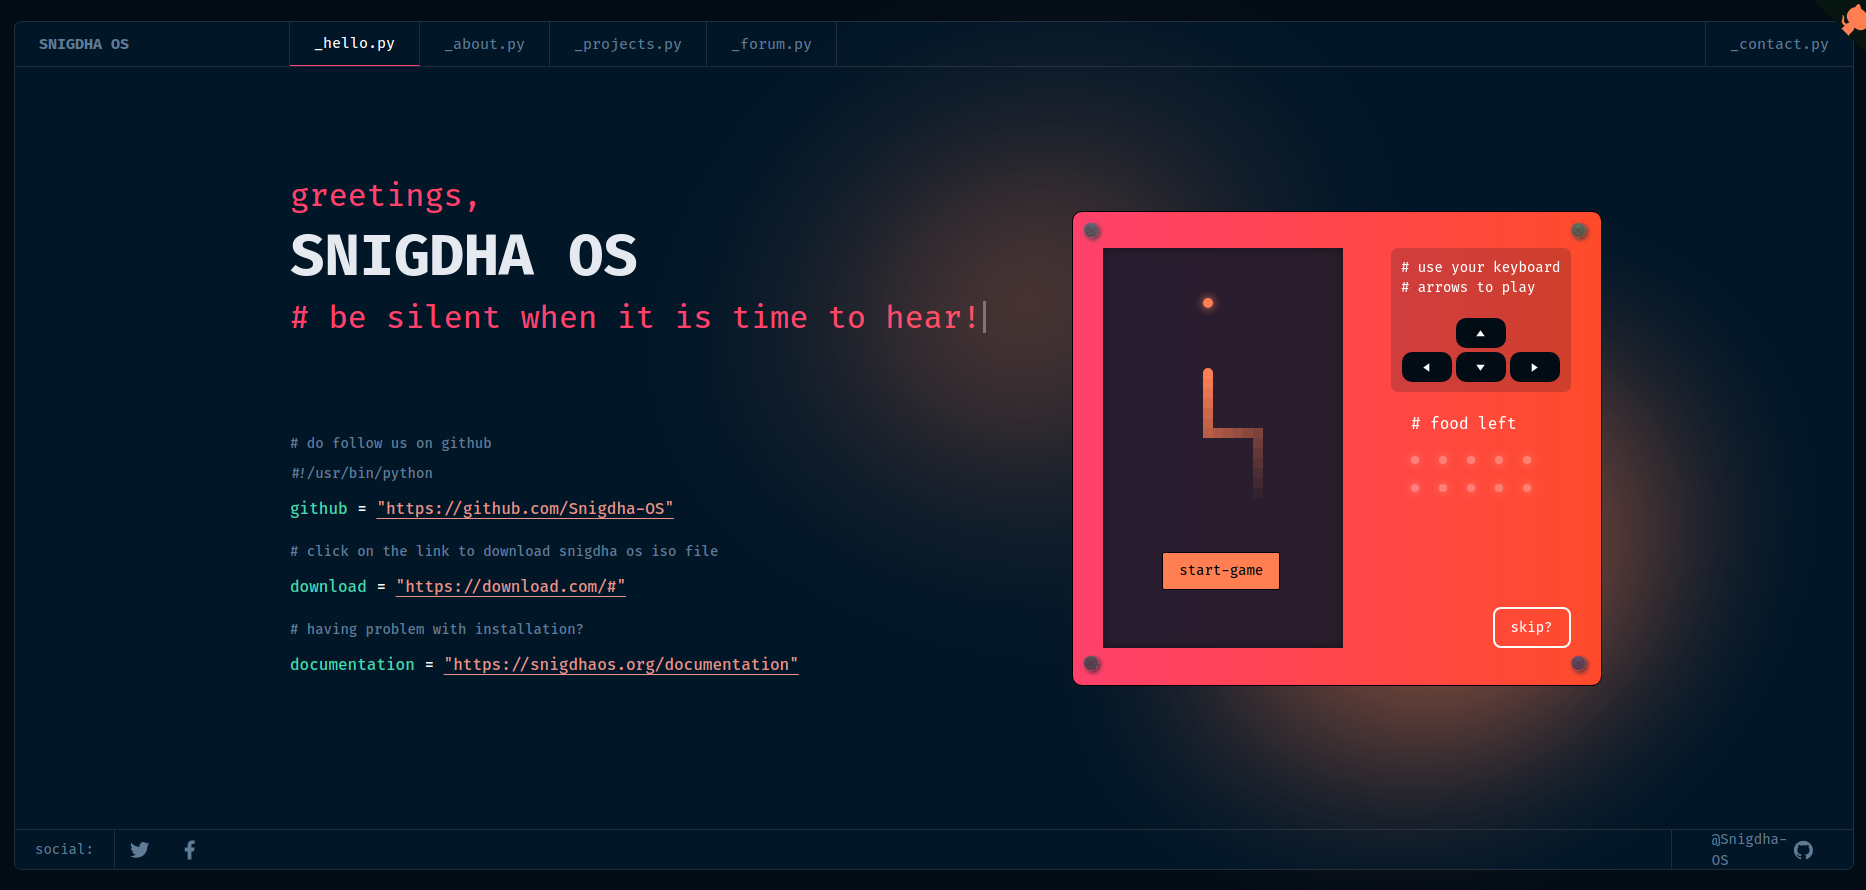 SNIGDHA OS
_hello.py
_about.py
_projects.py
_forum.py
_contact.py
greetings,
SNIGDHA OS
# be silent when it is time to hear!
# do follow us on github
#!/usr/bin/python
github = "https://github.com/Snigdha-OS"
# click on the link to download snigdha os iso file
download = "https://download.com/#"
# having problem with installation?
documentation = "https://snigdhaos.org/documentation"
# use your keyboard
# arrows to play
# food left
start-game
skip?
social:
@Snigdha-
OS